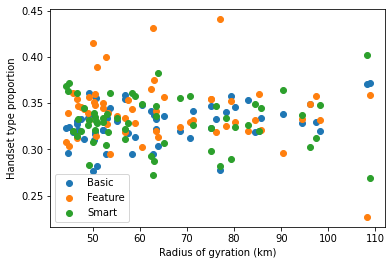 0.45
0.40
0.35
0.30
0.25
Handset type proportion
Basic
Feature
Smart
50 60 70 80 90 100 110
Radius of gyration (km)